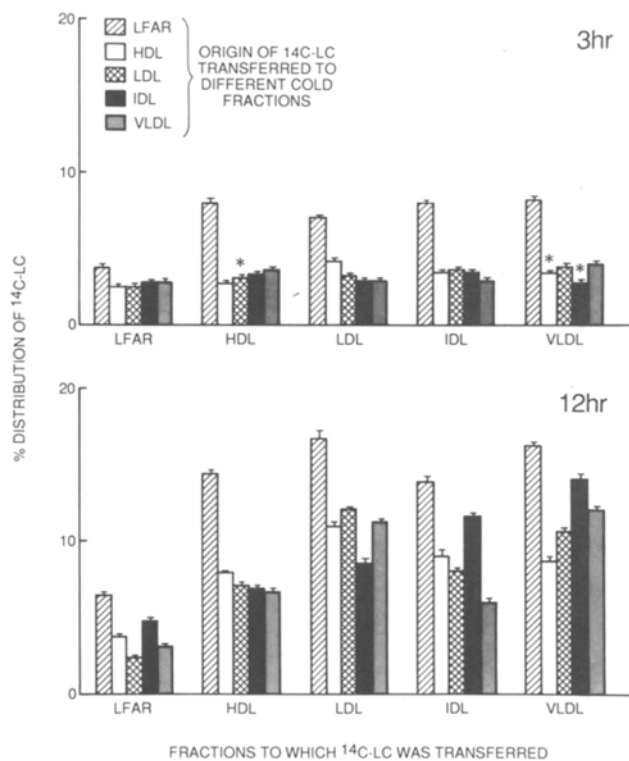 20
3hr
LFAR
HDL
LDL
IDL
VLDL
ORIGIN OF 14C-LC
TRANSFERRED TO
DIFFERENT COLD
FRACTIONS
10
*
*
*
0
LFAR HDL LDL IDL VLDL
% DISTRIBUTION OF 14C-LC
20
12hr
10
0
LFAR HDL LDL IDL VLDL
FRACTIONS TO WHICH 14C-LC WAS TRANSFERRED